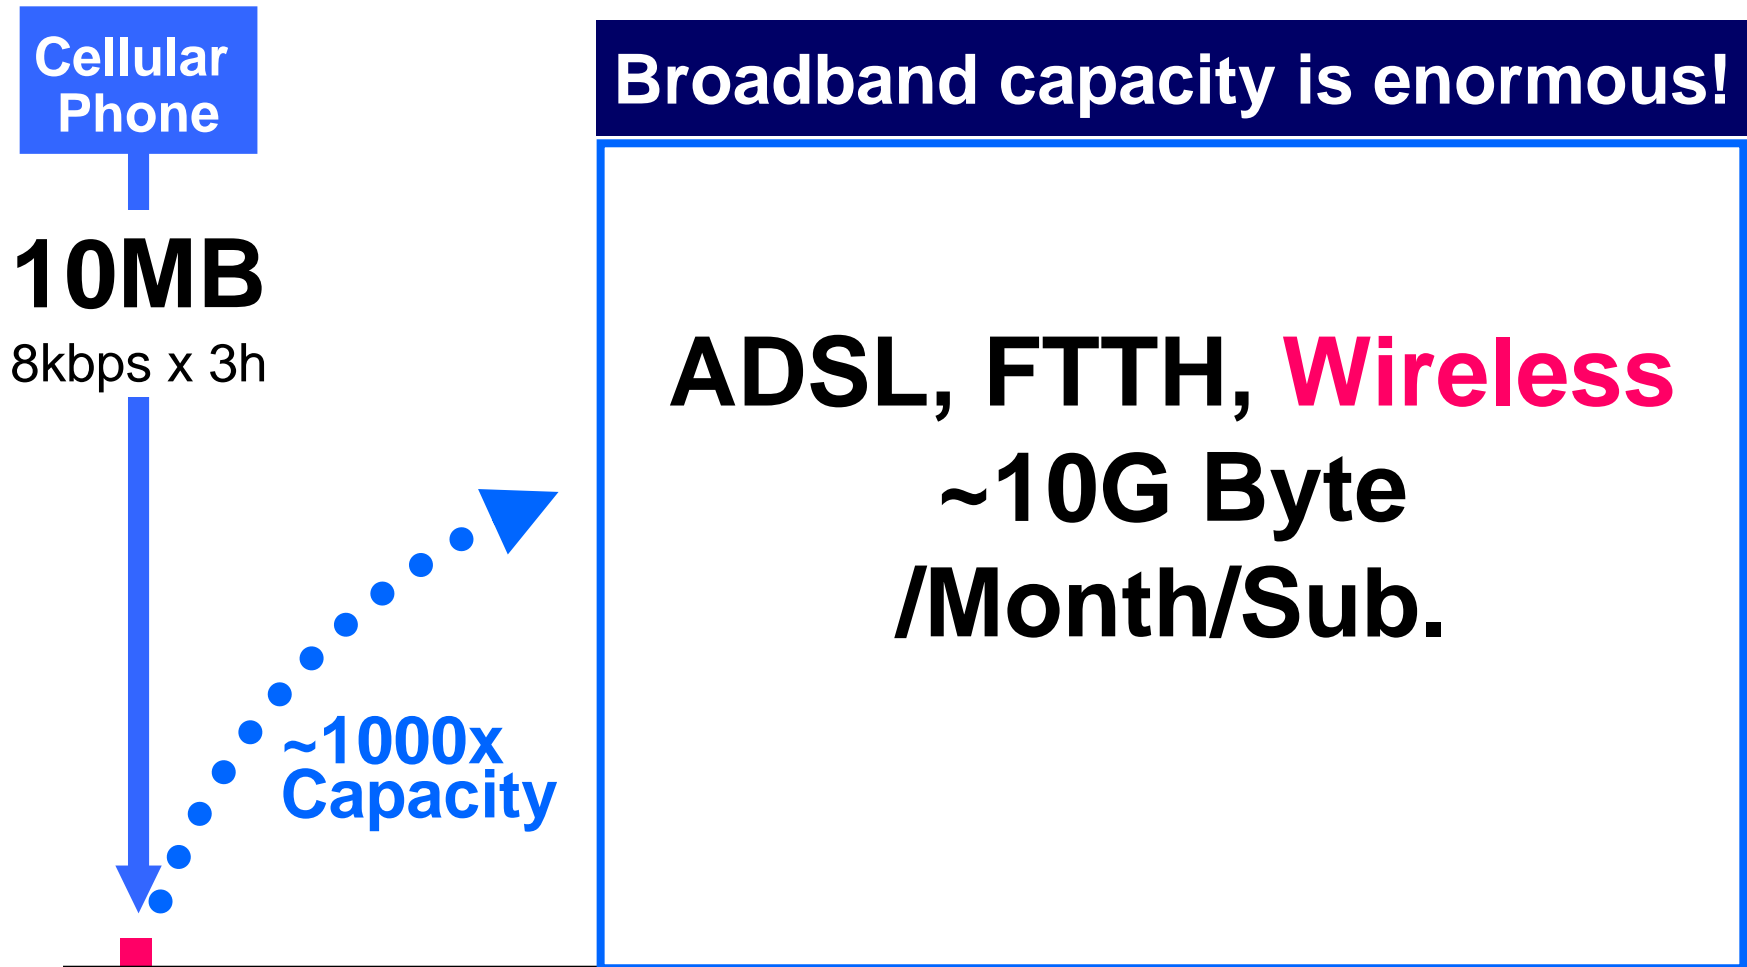 Cellular
Phone
Broadband capacity is enormous!
10MB
8kbps x 3h
ADSL, FTTH, Wireless
~10G Byte
/Month/Sub.
~1000x
Capacity